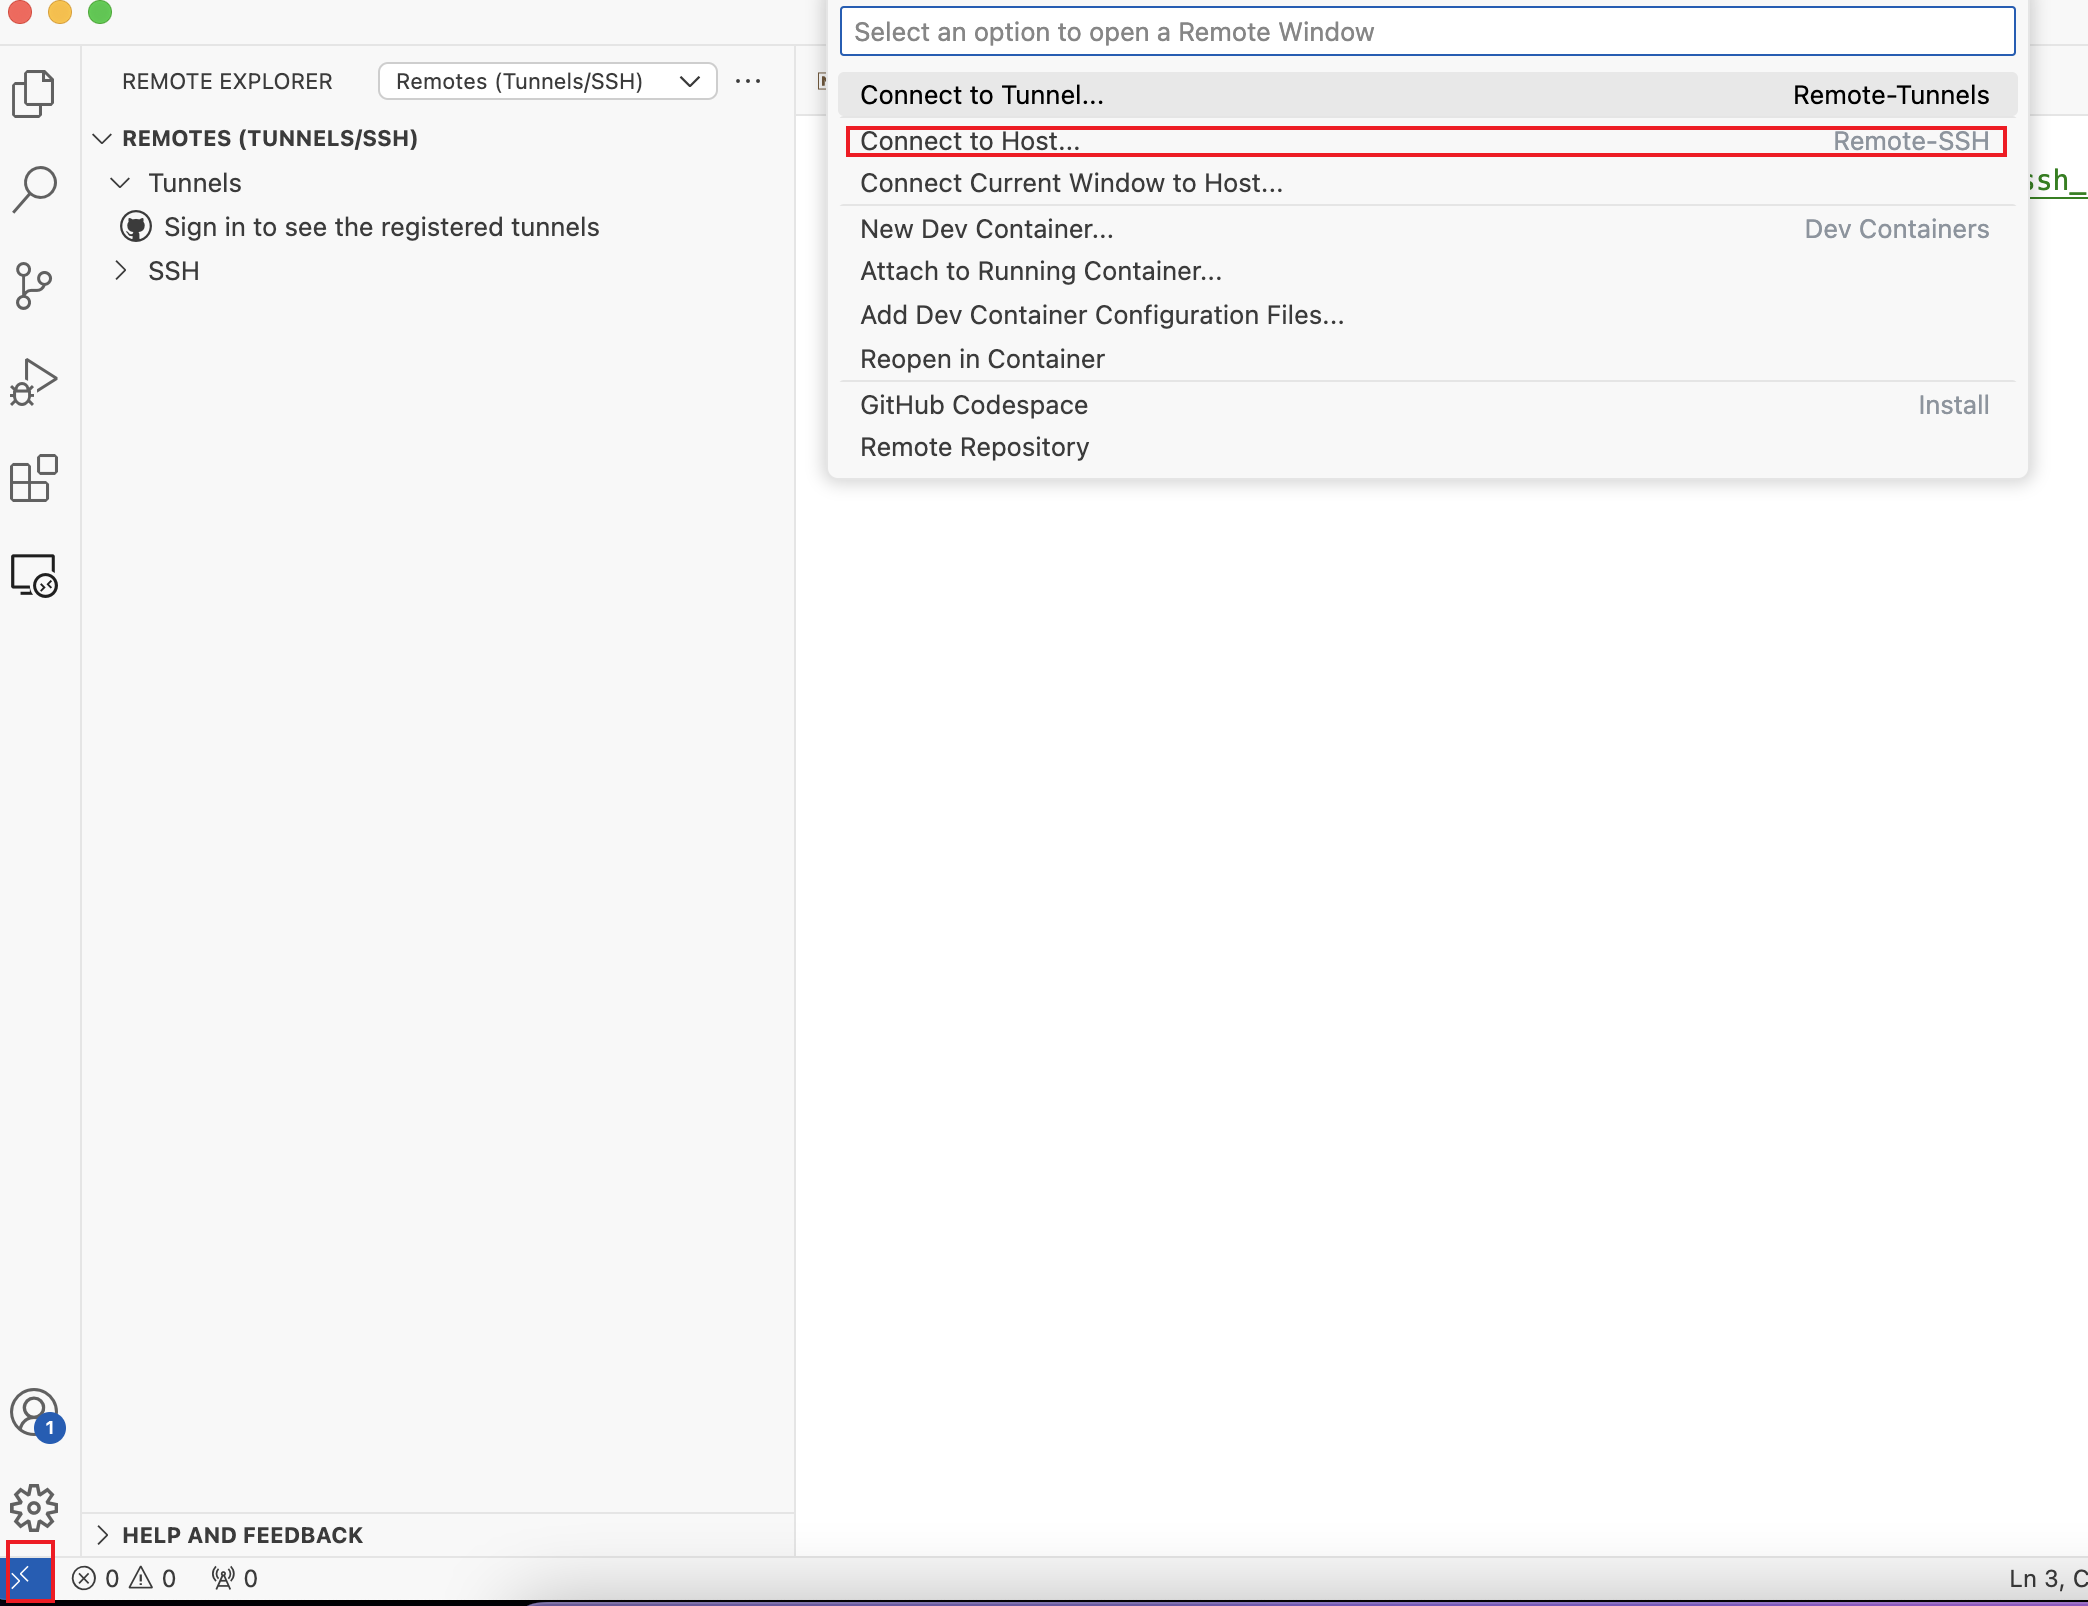 Select an option to open a Remote Window
REMOTE EXPLORER Remotes (Tunnels/SSH)
Connect to Tunnel... Remote-Tunnels
REMOTES (TUNNELS/SSH)
Connect to Host... Remote-SSH
Tunnels
Connect Current Window to Host...
ssh_
Sign in to see the registered tunnels
New Dev Container... Dev Containers
SSH
Attach to Running Container...
Add Dev Container Configuration Files...
Reopen in Container
GitHub Codespace Install
Remote Repository
1
HELP AND FEEDBACK
0 0 0
Ln 3, C